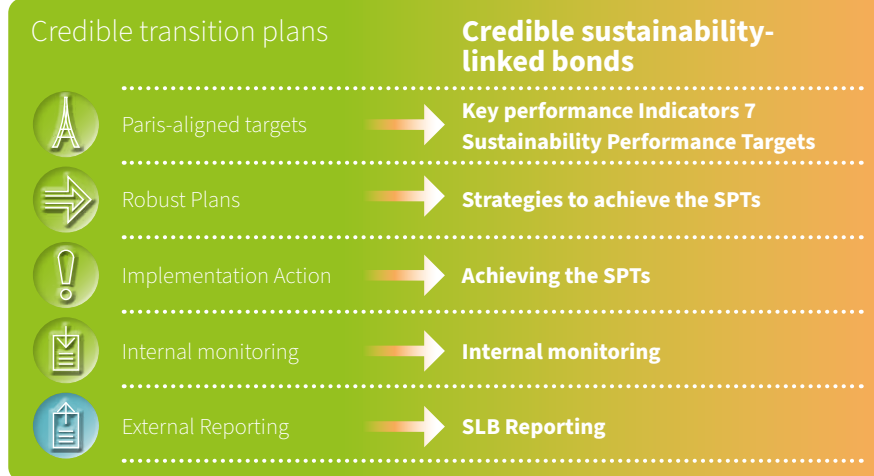 Credible transition plans
Credible sustainability-
linked bonds
Paris-aligned targets
Key performance Indicators 7
Sustainability Performance Targets
Robust Plans
Strategies to achieve the SPTs
Implementation Action
Achieving the SPTs
Internal monitoring
Internal monitoring
External Reporting
SLB Reporting